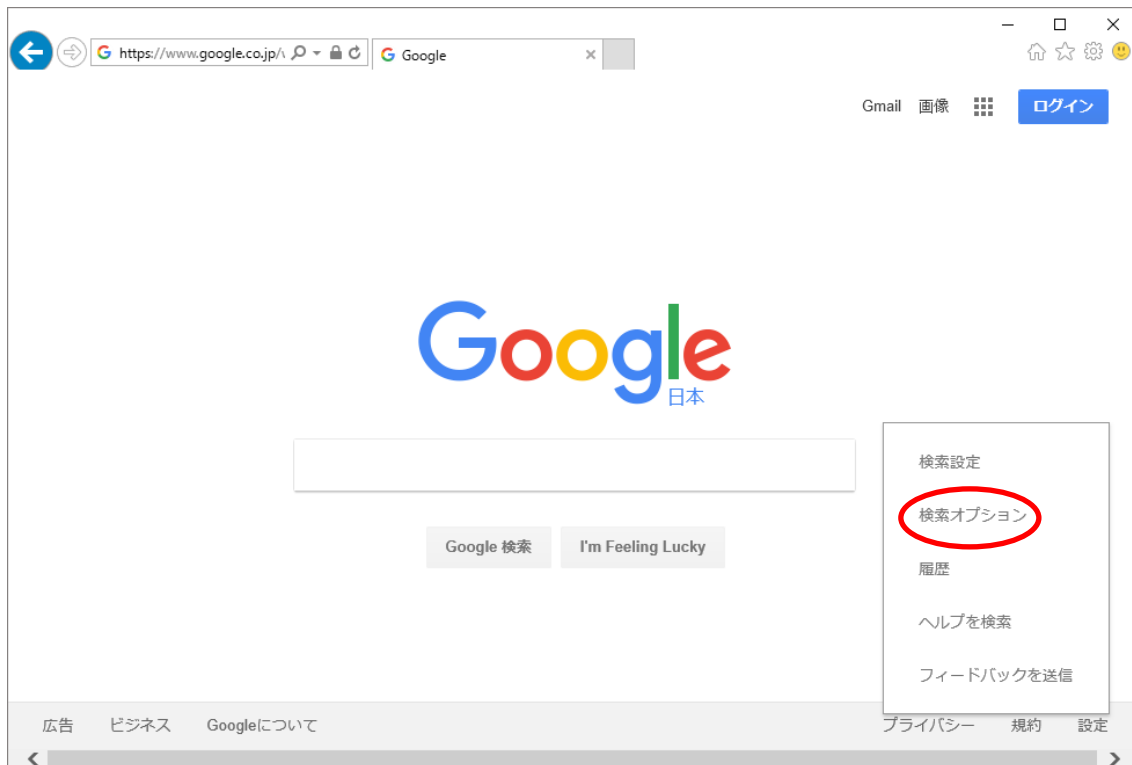 https://www.google.co.jp/
Google
Gmail 画像 ログイン
Google
日本
検索設定
検索オプション
Google 検索 I'm Feeling Lucky
履歴
ヘルプを検索
フィードバックを送信
広告 ビジネス Googleについて プライバシー 規約 設定